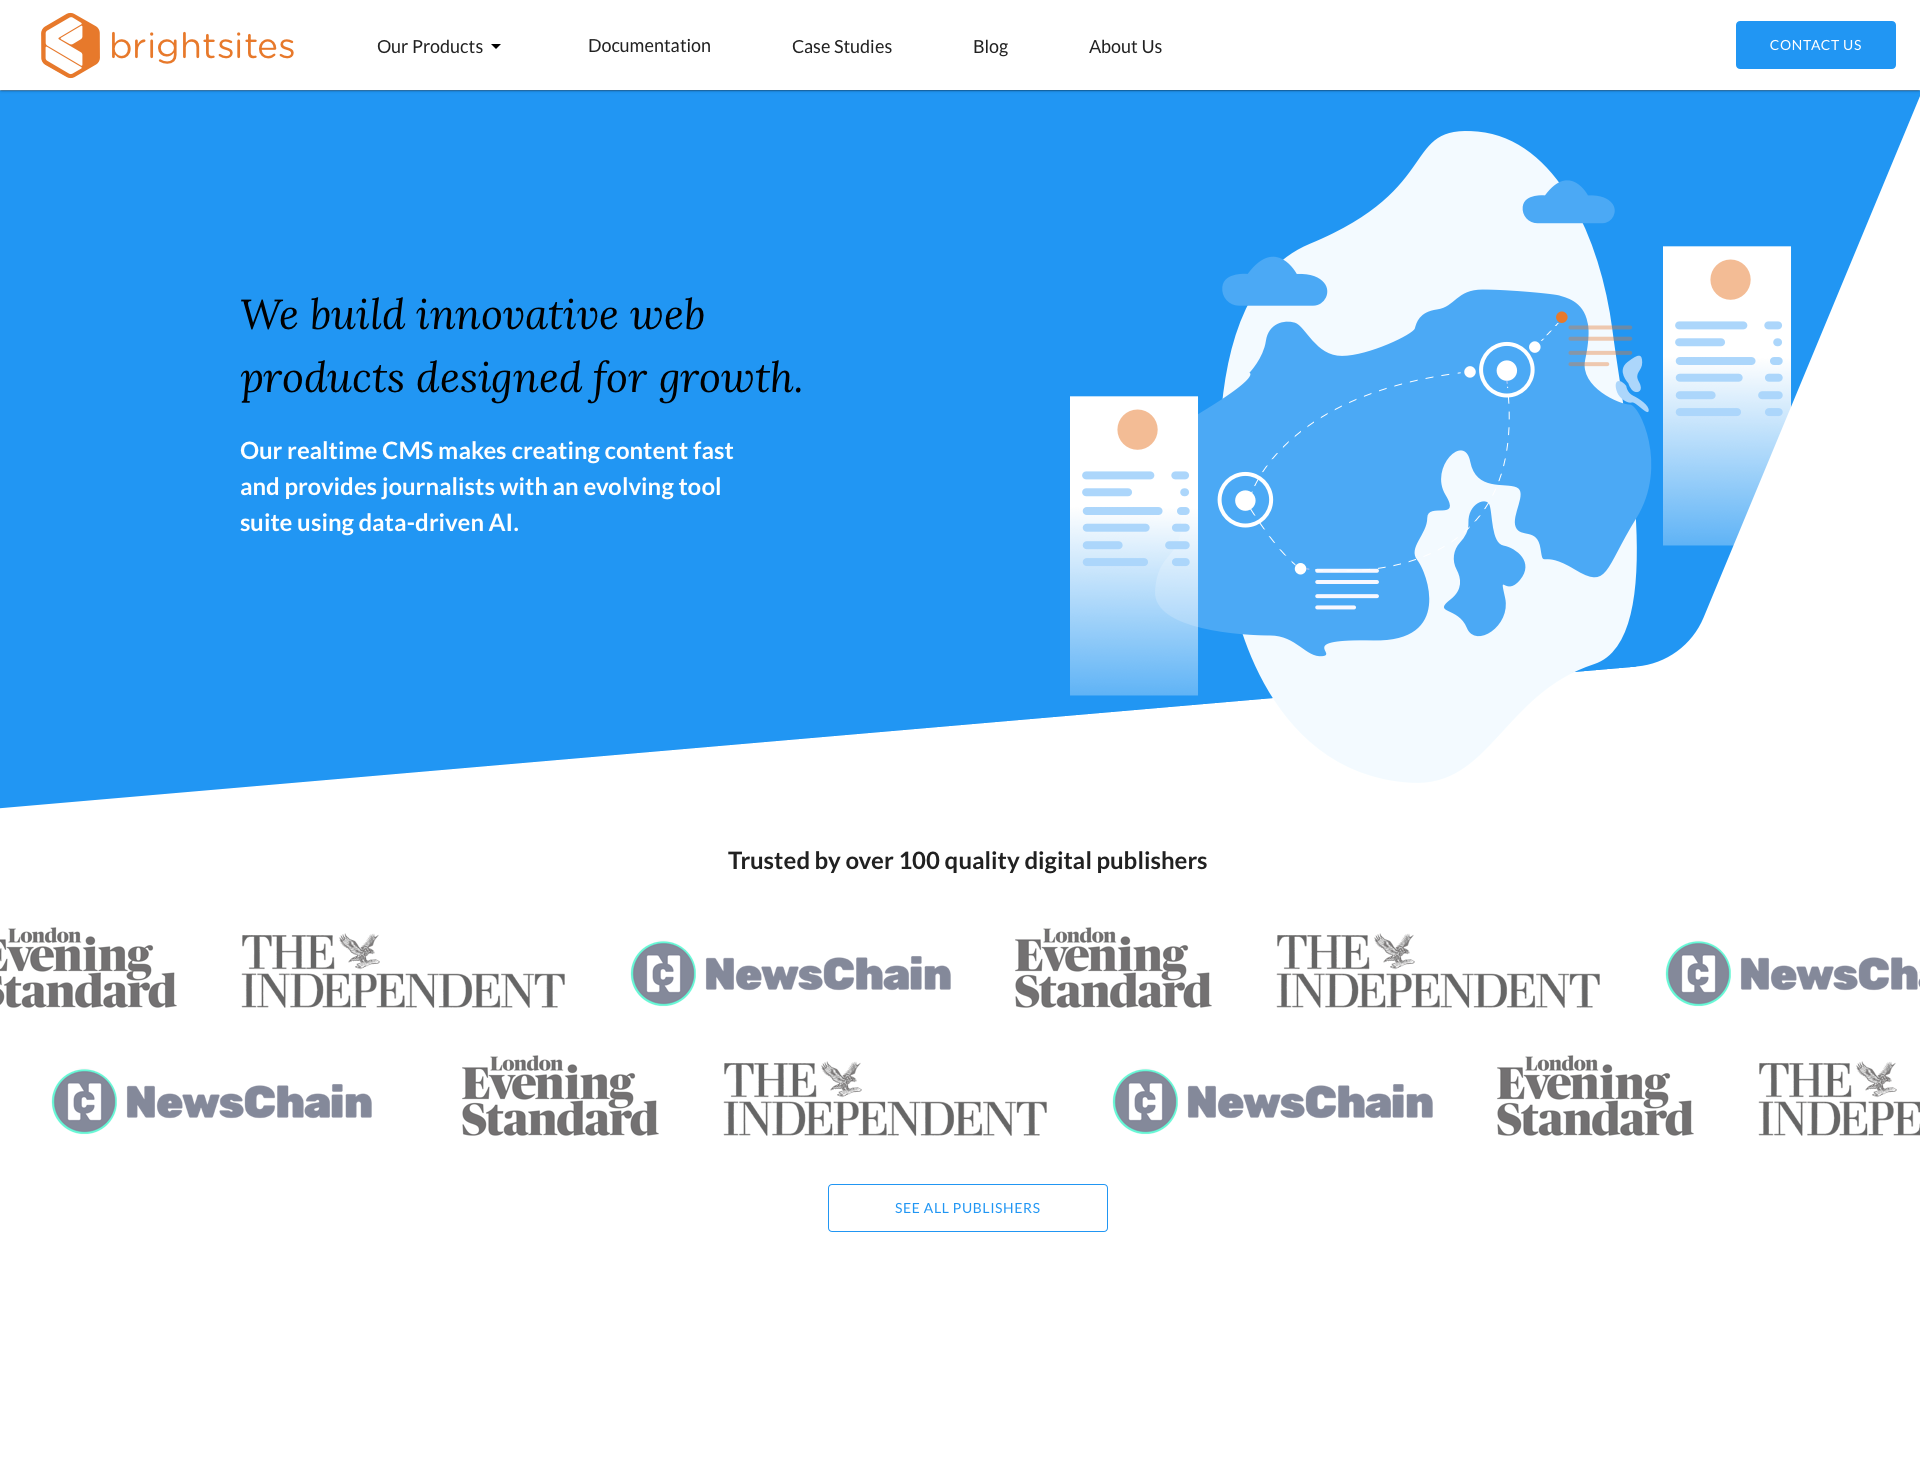 brightsites
Our Products
Documentation
Case Studies
Blog
About Us
CONTACT US
We build innovative web
products designed for growth.
Our realtime CMS makes creating content fast
and provides journalists with an evolving tool
suite using data-driven AI.
Trusted by over 100 quality digital publishers
London
Evening
Standard
THE
INDEPENDENT
NewsChain
London
Evening
Standard
THE
INDEPENDENT
NewsCha
NewsChain
London
Evening
Standard
THE
INDEPENDENT
NewsChain
London
Evening
Standard
THE
INDEPE
SEE ALL PUBLISHERS